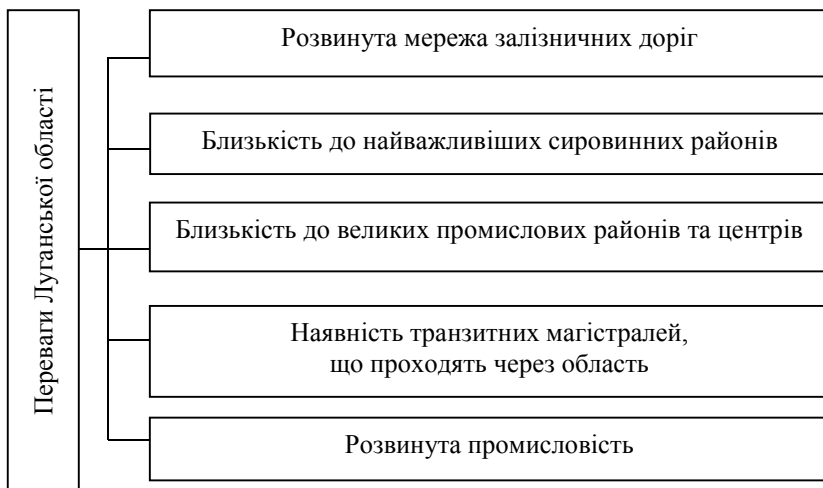 Переваги Луганської області
Розвинута мережа залізничних доріг
Близькість до найважливіших сировинних районів
Близькість до великих промислових районів та центрів
Наявність транзитних магістралей,
що проходять через область
Розвинута промисловість